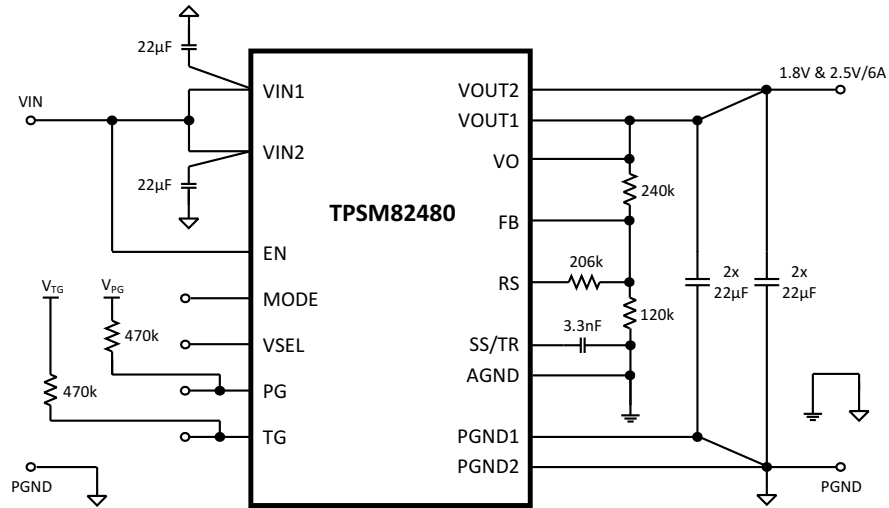 22µF
VIN
22µF
V_TG
V_PG
470k
470k
PGND
VIN1
VIN2
EN
MODE
VSEL
PG
TG
TPSM82480
VOUT2
VOUT1
VO
FB
RS
SS/TR
AGND
PGND1
PGND2
1.8V & 2.5V/6A
240k
206k
120k
3.3nF
2x
22µF
2x
22µF
PGND